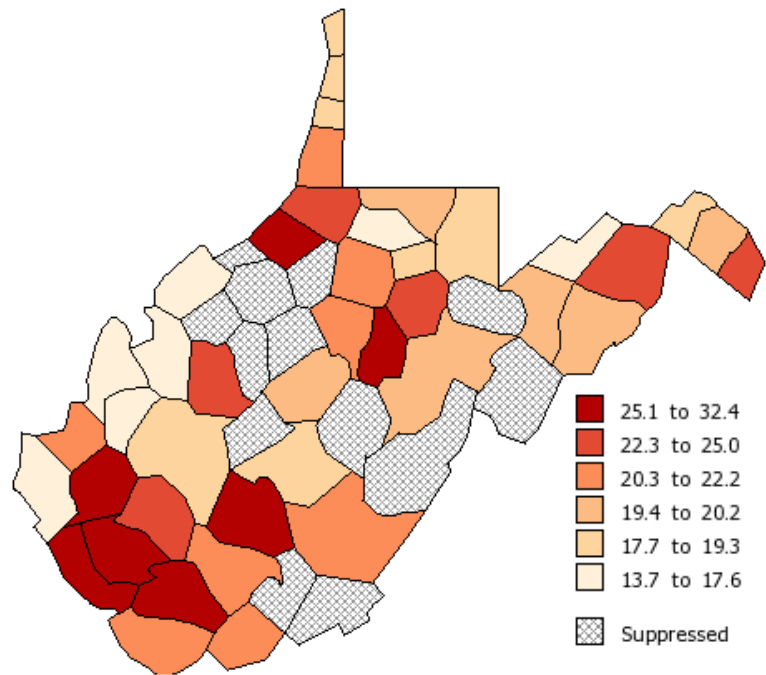 25.1 to 32.4
22.3 to 25.0
20.3 to 22.2
19.4 to 20.2
17.7 to 19.3
13.7 to 17.6
Suppressed